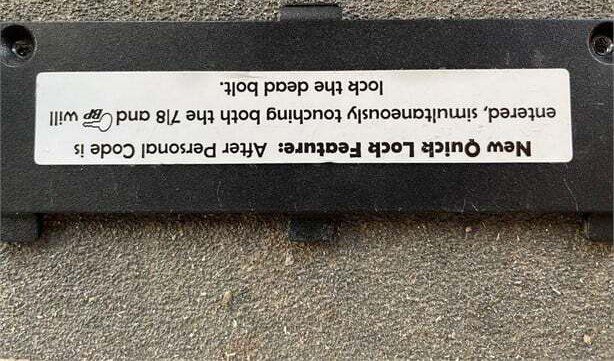 New Quick Lock Feature: After Personal Code is
entered, simultaneously touching both the 7|8 and BP will
lock the dead bolt.